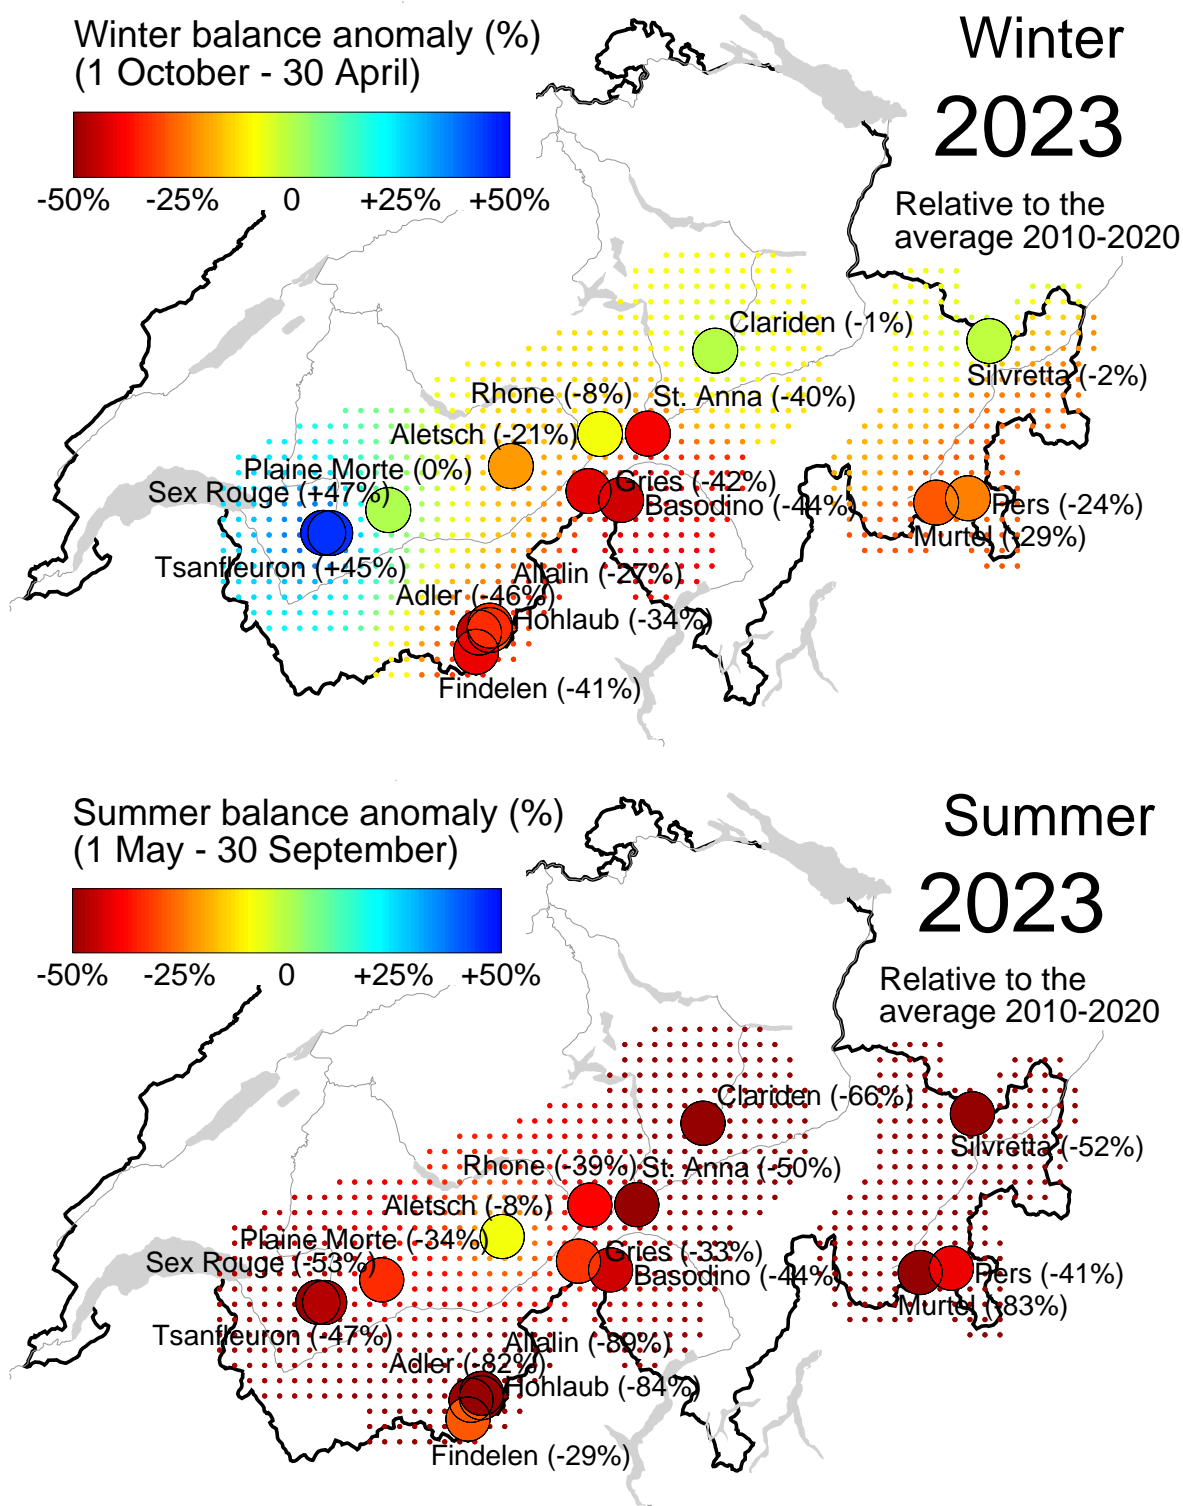 Winter balance anomaly (%)
(1 October - 30 April)
-50% -25% 0 +25% +50%
Winter
2023
Relative to the
average 2010-2020
Clariden (-1%)
Silvretta (-2%)
Rhone (-8%)
St. Anna (-40%)
Aletsch (-21%)
Plaine Morte (0%)
Sex Rouge (+47%)
Gries (-42%)
Basodino (-44%)
Pers (-24%)
Murtel (-29%)
Tsanfleuron (+45%)
Allalin (-27%)
Adler (-46%)
Hohlaub (-34%)
Findelen (-41%)
Summer balance anomaly (%)
(1 May - 30 September)
-50% -25% 0 +25% +50%
Summer
2023
Relative to the
average 2010-2020
Clariden (-66%)
Silvretta (-52%)
Rhone (-39%)
St. Anna (-50%)
Aletsch (-8%)
Plaine Morte (-34%)
Sex Rouge (-53%)
Gries (-33%)
Basodino (-44%)
Pers (-41%)
Murtel (-83%)
Tsanfleuron (-47%)
Allalin (-89%)
Adler (-82%)
Hohlaub (-84%)
Findelen (-29%)